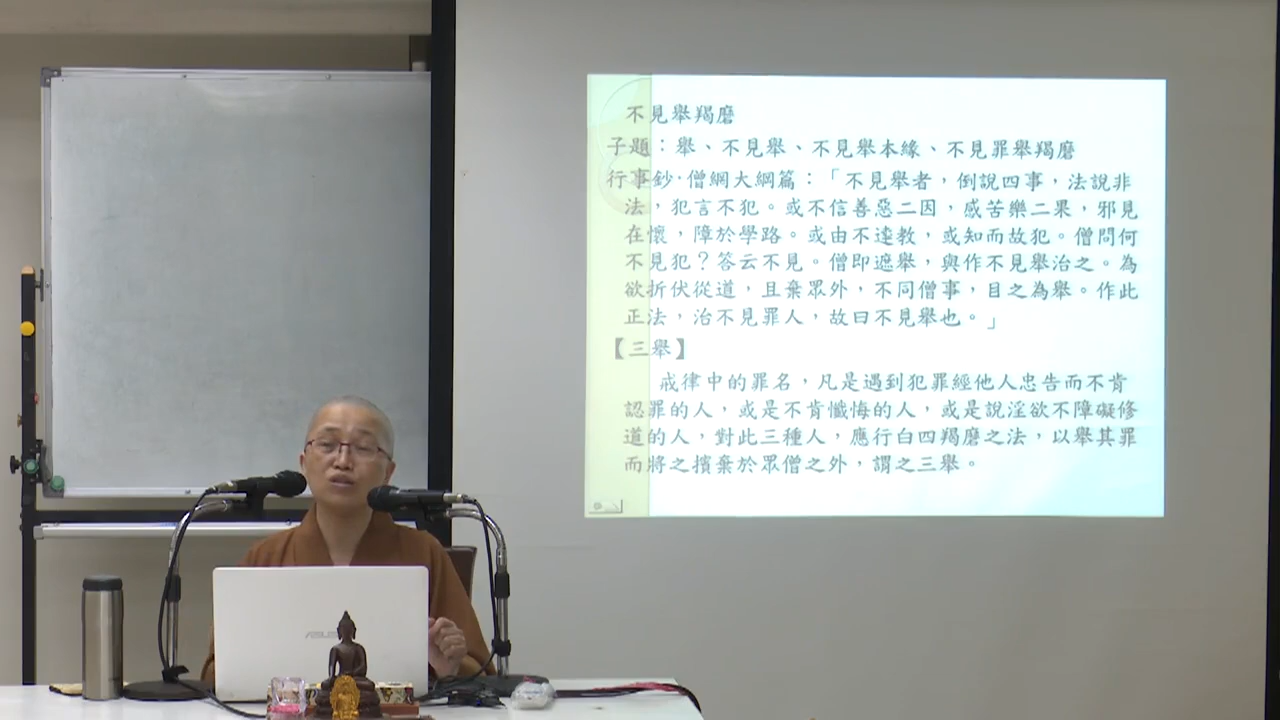 不見舉羯磨
子題：舉、不見舉、不見舉本緣、不見罪舉羯磨
行事鈔·僧網大綱篇：「不見舉者，倒說四事，法說非
法，犯言不犯。或不信善惡二因，感苦樂二果，邪見
在懷，障於學路。或由不達教，或知而故犯。僧問何
不見犯？答云不見。僧即遮舉，與作不見舉治之。為
欲折伏從道，且棄眾外，不同僧事，目之為舉。作此
正法，治不見罪人，故曰不見舉也。」
【三舉】
戒律中的罪名，凡是遇到犯罪經他人忠告而不肯
認罪的人，或是不肯懺悔的人，或是說淫欲不障礙修
道的人，對此三種人，應行白四羯磨之法，以舉其罪
而將之擯棄於眾僧之外，謂之三舉。
ASUS